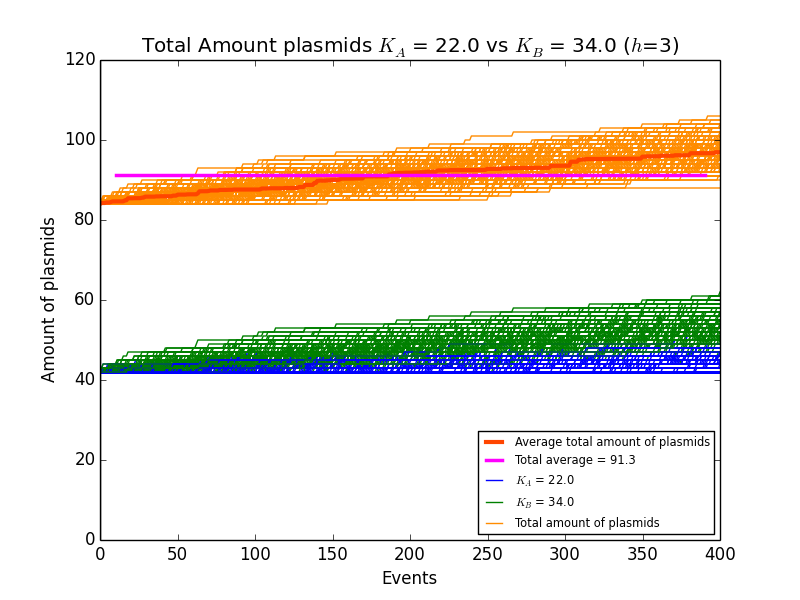 Total Amount plasmids K_A = 22.0 vs K_B = 34.0 (h=3)
120
100
80
60
40
20
0
Amount of plasmids
0 50 100 150 200 250 300 350 400
Events
Average total amount of plasmids
Total average = 91.3
K_A = 22.0
K_B = 34.0
Total amount of plasmids